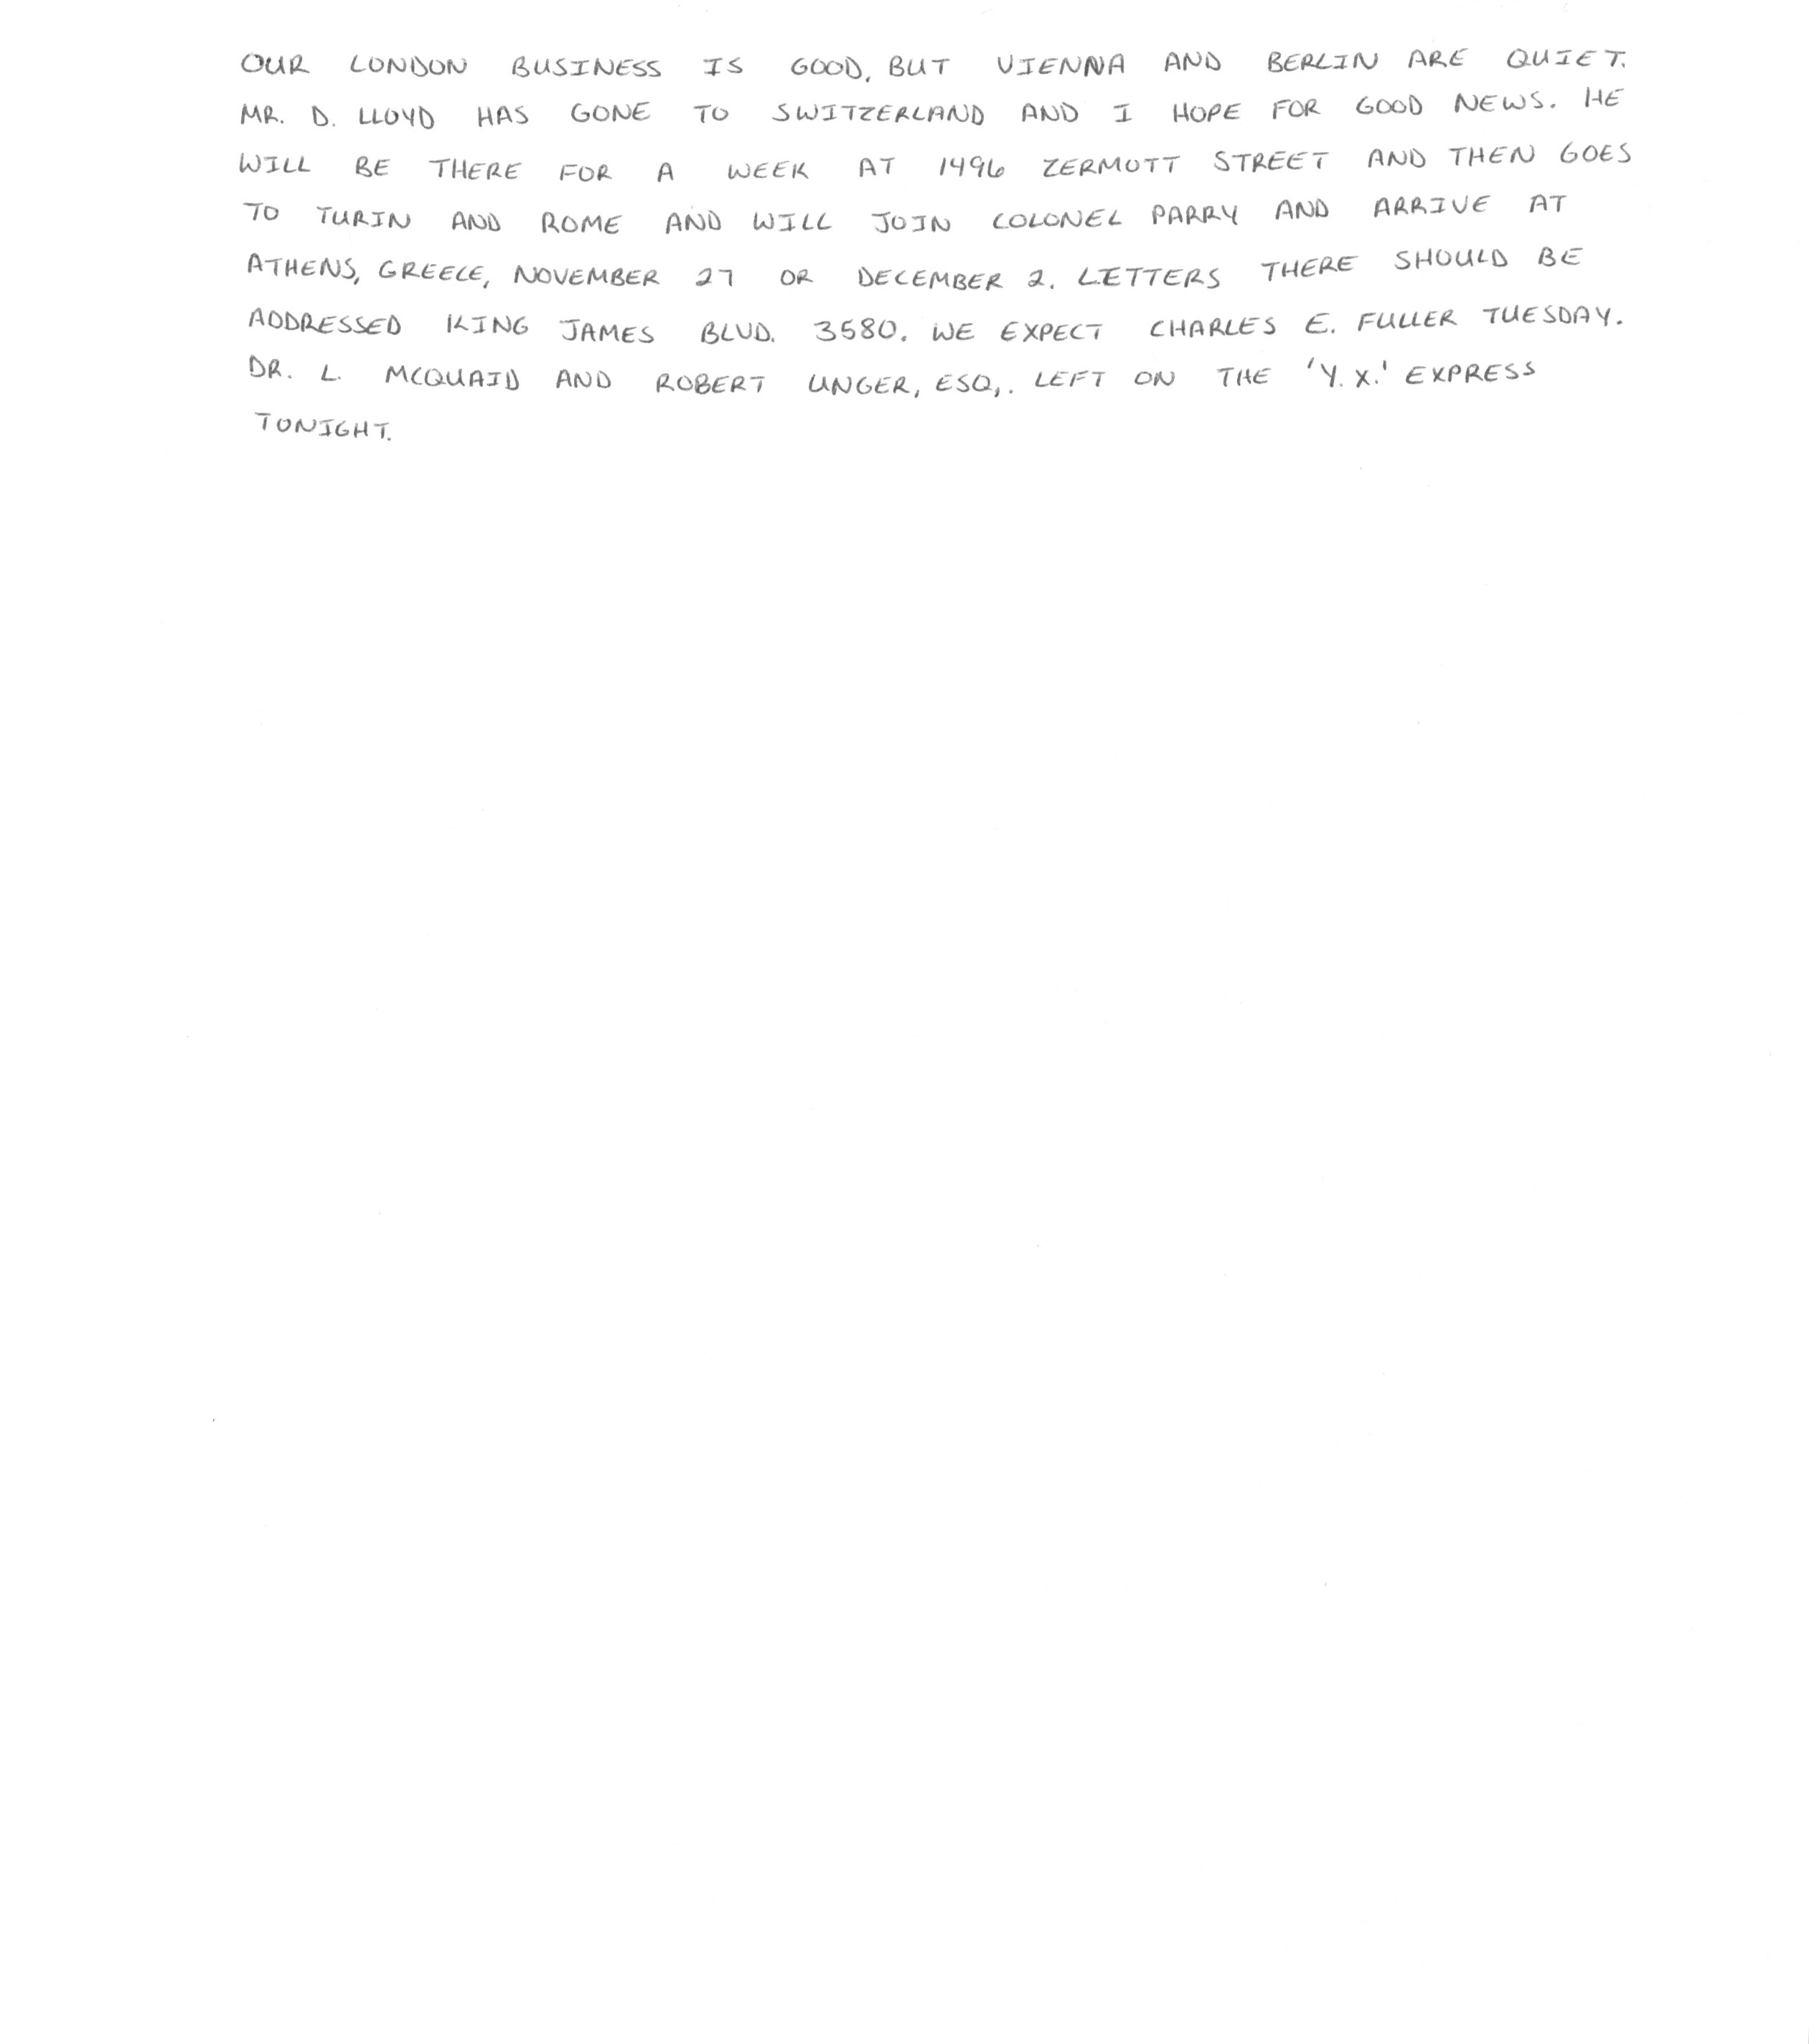 OUR LONDON BUSINESS IS GOOD, BUT VIENNA AND BERLIN ARE QUIET.
MR. D. LLOYD HAS GONE TO SWITZERLAND AND I HOPE FOR GOOD NEWS. HE
WILL BE THERE FOR A WEEK AT 1496 ZERMOTT STREET AND THEN GOES
TO TURIN AND ROME AND WILL JOIN COLONEL PARRY AND ARRIVE AT
ATHENS, GREECE, NOVEMBER 27 OR DECEMBER 2. LETTERS THERE SHOULD BE
ADDRESSED KING JAMES BLVD. 3580. WE EXPECT CHARLES E. FULLER TUESDAY.
DR. L. MCQUAID AND ROBERT UNGER, ESQ,. LEFT ON THE 'Y.X.' EXPRESS
TONIGHT.